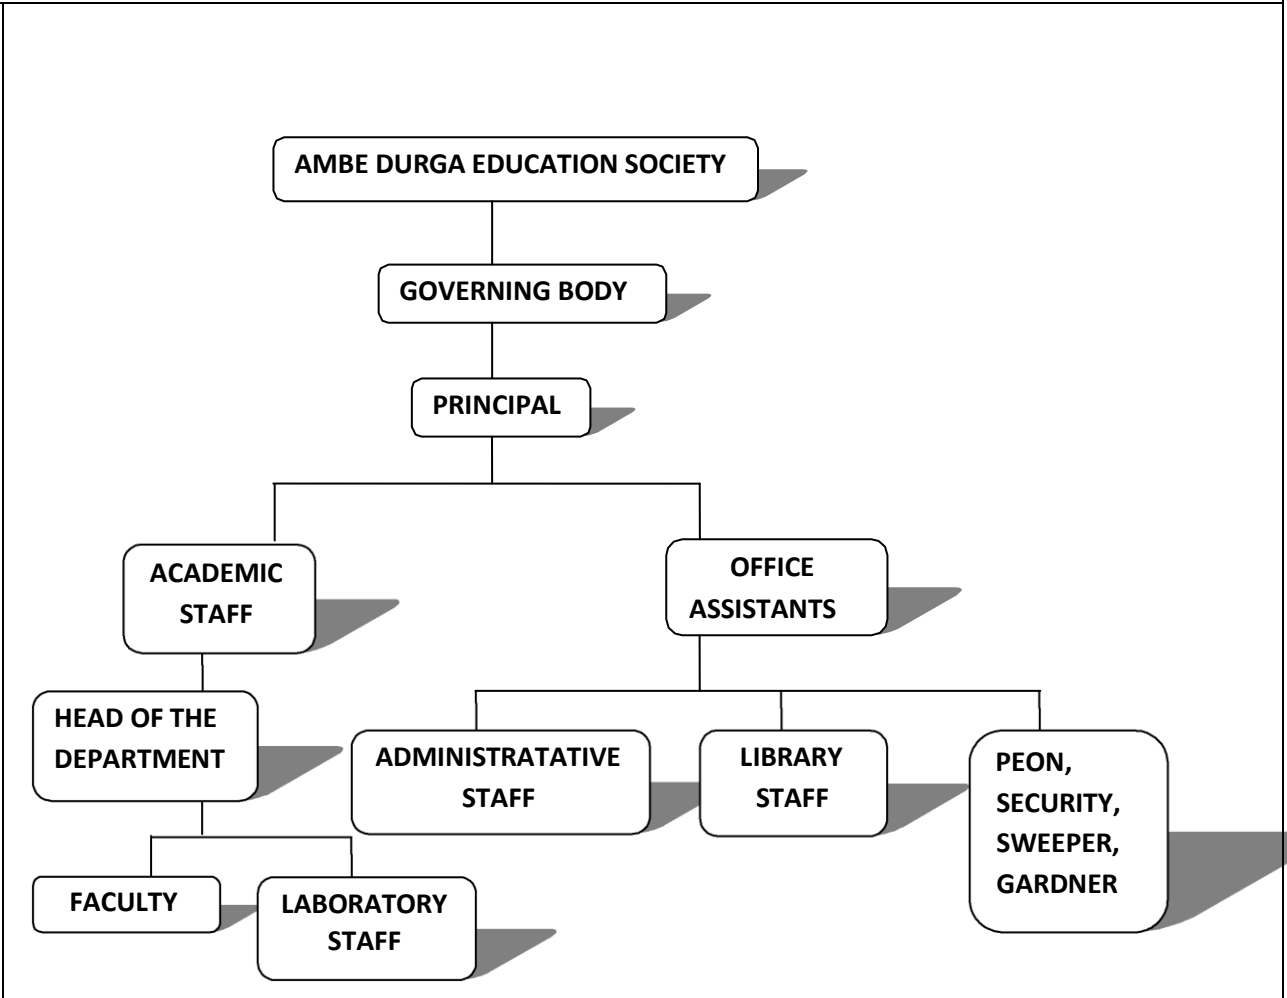 AMBE DURGA EDUCATION SOCIETY
GOVERNING BODY
PRINCIPAL
ACADEMIC
STAFF
OFFICE
ASSISTANTS
HEAD OF THE
DEPARTMENT
ADMINISTRATATIVE
STAFF
LIBRARY
STAFF
PEON,
SECURITY,
SWEEPER,
GARDNER
FACULTY
LABORATORY
STAFF